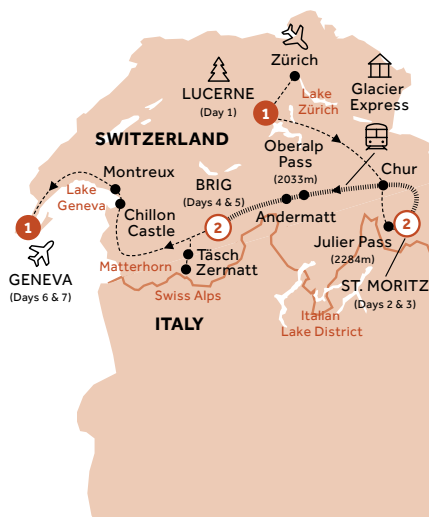 Zürich
LUCERNE
(Day 1)
Lake
Zürich
Glacier
Express
1
SWITZERLAND
Oberalp
Pass
(2033m)
Chur
Montreux
BRIG
(Days 4 & 5)
Lake
Geneva
Chillon
Castle
Andermatt
1
2
2
GENEVA
(Days 6 & 7)
Matterhorn
Täsch
Zermatt
Julier Pass
(2284m)
ST. MORITZ
(Days 2 & 3)
Swiss Alps
ITALY
Italian
Lake District